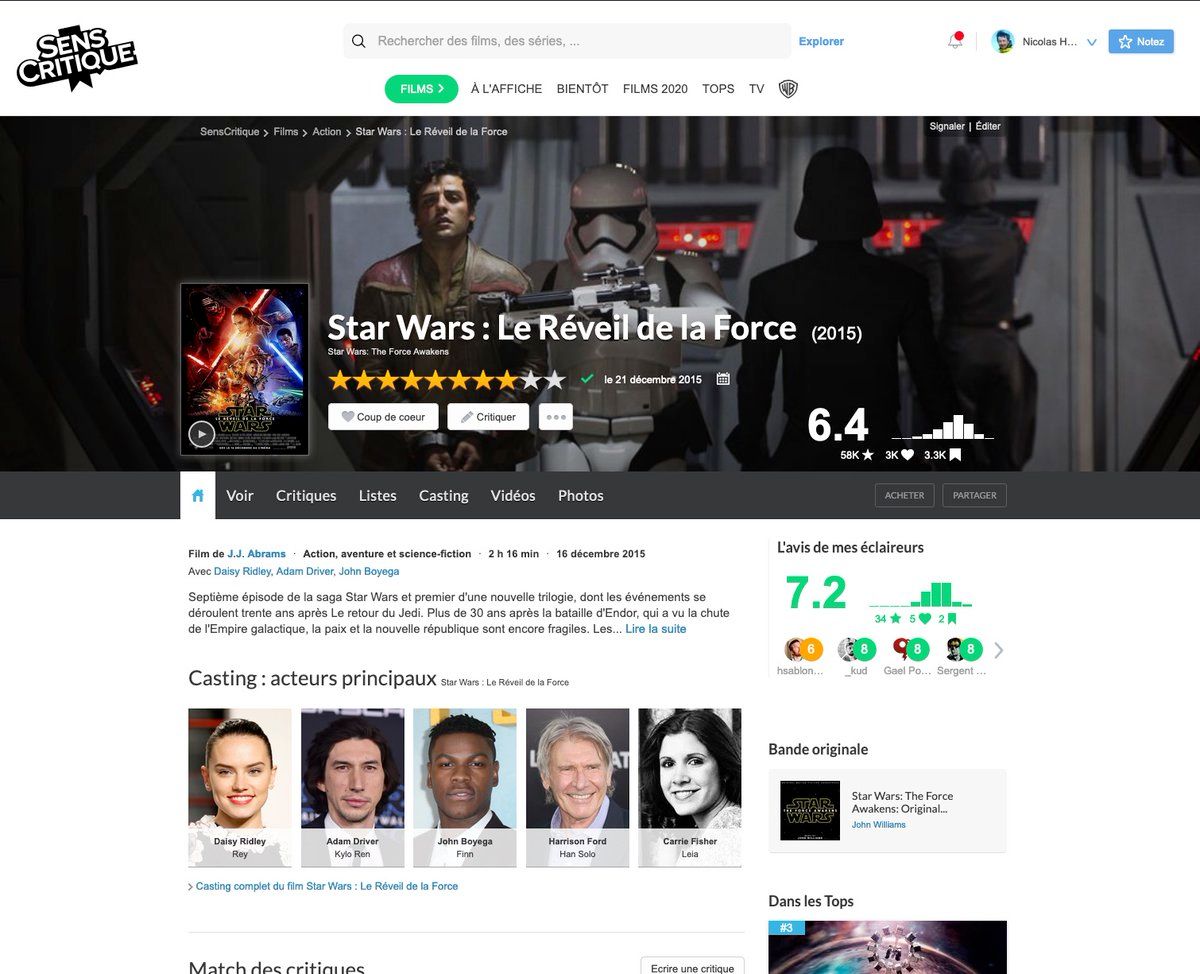 SENS
CRITIQUE
Rechercher des films, des séries, ...
Explorer
Nicolas H...
Notez
FILMS
À L'AFFICHE
BIENTÔT
FILMS 2020
TOPS
TV
WB
SensCritique
Films
Action
Star Wars : Le Réveil de la Force
Signaler | Éditer
STAR
LE RÉVEIL DE LA FORCE
WARS
Star Wars : Le Réveil de la Force (2015)
Star Wars: The Force Awakens
le 21 décembre 2015
Coup de coeur
Critiquer
6.4
58K
3K
3.3K
Voir
Critiques
Listes
Casting
Vidéos
Photos
ACHETER
PARTAGER
Film de J.J. Abrams · Action, aventure et science-fiction · 2 h 16 min · 16 décembre 2015
Avec Daisy Ridley, Adam Driver, John Boyega
Septième épisode de la saga Star Wars et premier d'une nouvelle trilogie, dont les événements se
déroulent trente ans après Le retour du Jedi. Plus de 30 ans après la bataille d'Endor, qui a vu la chute
de l'Empire galactique, la paix et la nouvelle république sont encore fragiles. Les... Lire la suite
Casting : acteurs principaux Star Wars : Le Réveil de la Force
Daisy Ridley
Rey
Adam Driver
Kylo Ren
John Boyega
Finn
Harrison Ford
Han Solo
Carrie Fisher
Leia
Casting complet du film Star Wars : Le Réveil de la Force
Match des critiques
Ecrire une critique
L'avis de mes éclaireurs
7.2
34
5
2
6
8
8
8
hsablon...
_kud
Gael Po...
Sergent ...
Bande originale
STAR
THE FORCE AWAKENS
WARS
Star Wars: The Force
Awakens: Original...
John Williams
Dans les Tops
#3